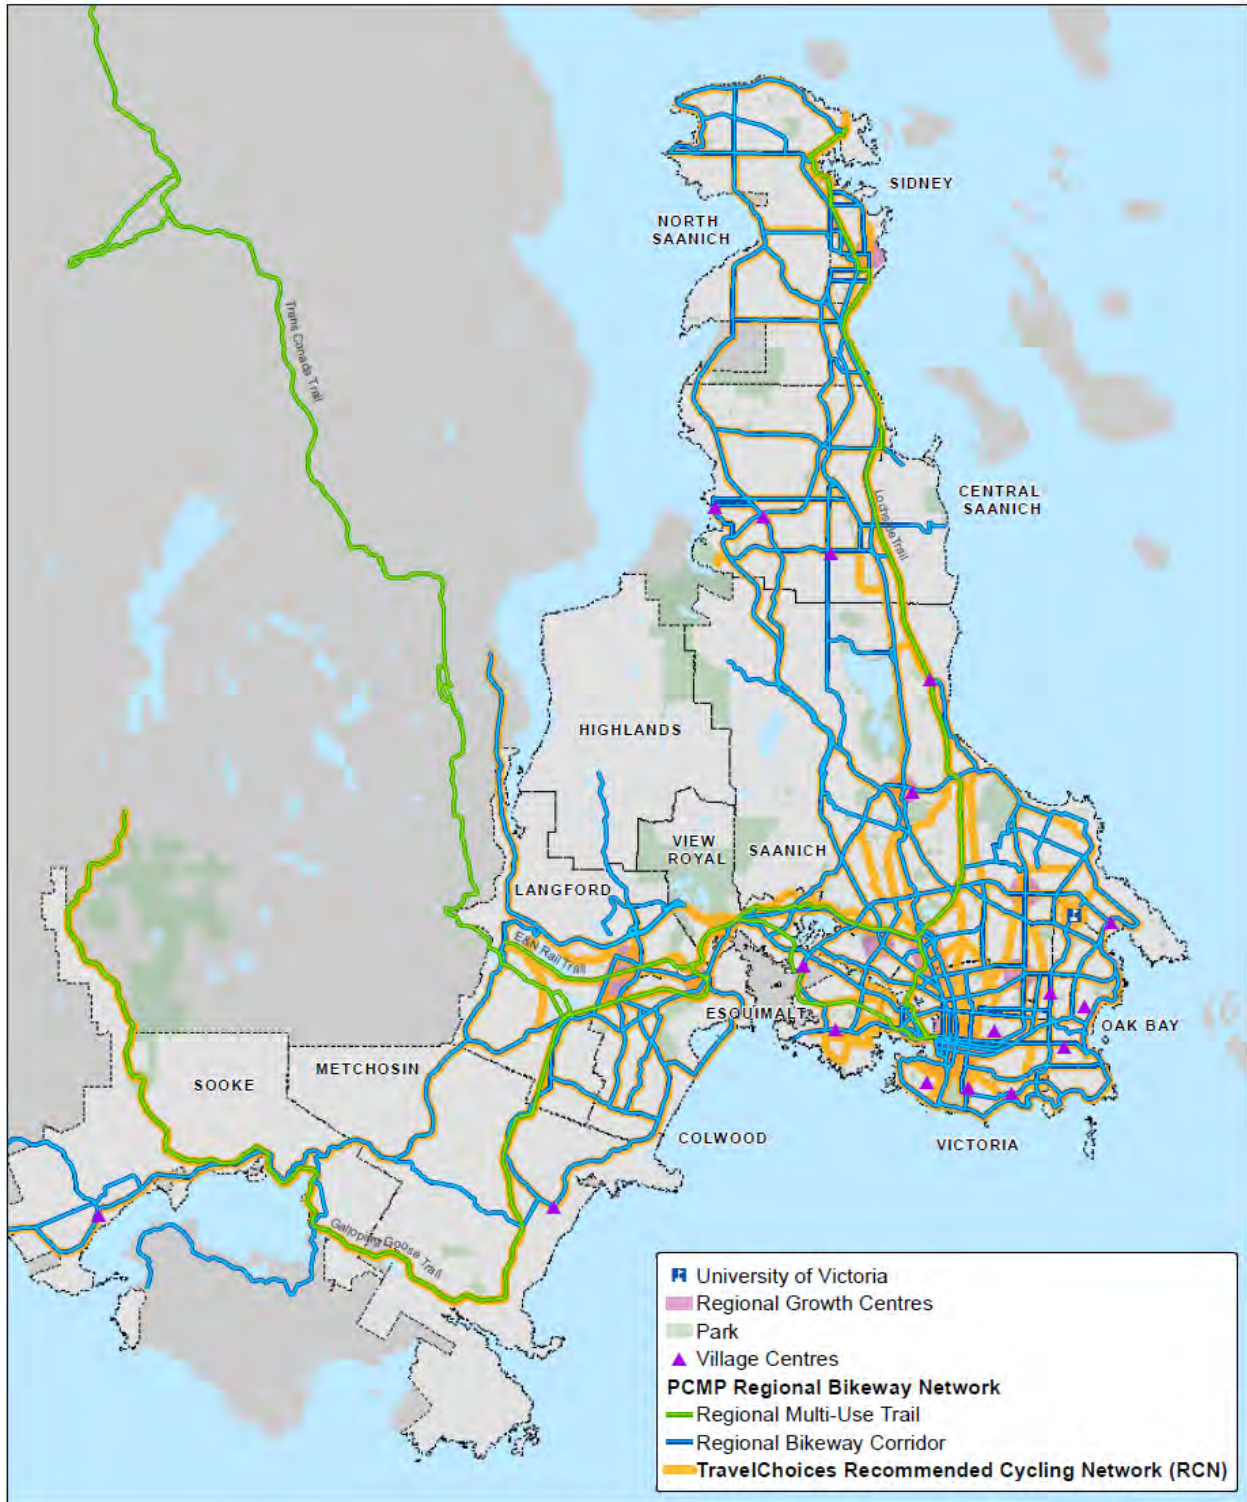 SIDNEY
NORTH
SAANICH
Trans Canada Trail
CENTRAL
SAANICH
Lochside Trail
HIGHLANDS
VIEW
ROYAL
SAANICH
LANGFORD
E&N Rail Trail
ESQUIMALT
OAK BAY
METCHOSIN
SOOKE
COLWOOD
VICTORIA
Galloping Goose Trail
University of Victoria
Regional Growth Centres
Park
Village Centres
PCMP Regional Bikeway Network
Regional Multi-Use Trail
Regional Bikeway Corridor
TravelChoices Recommended Cycling Network (RCN)